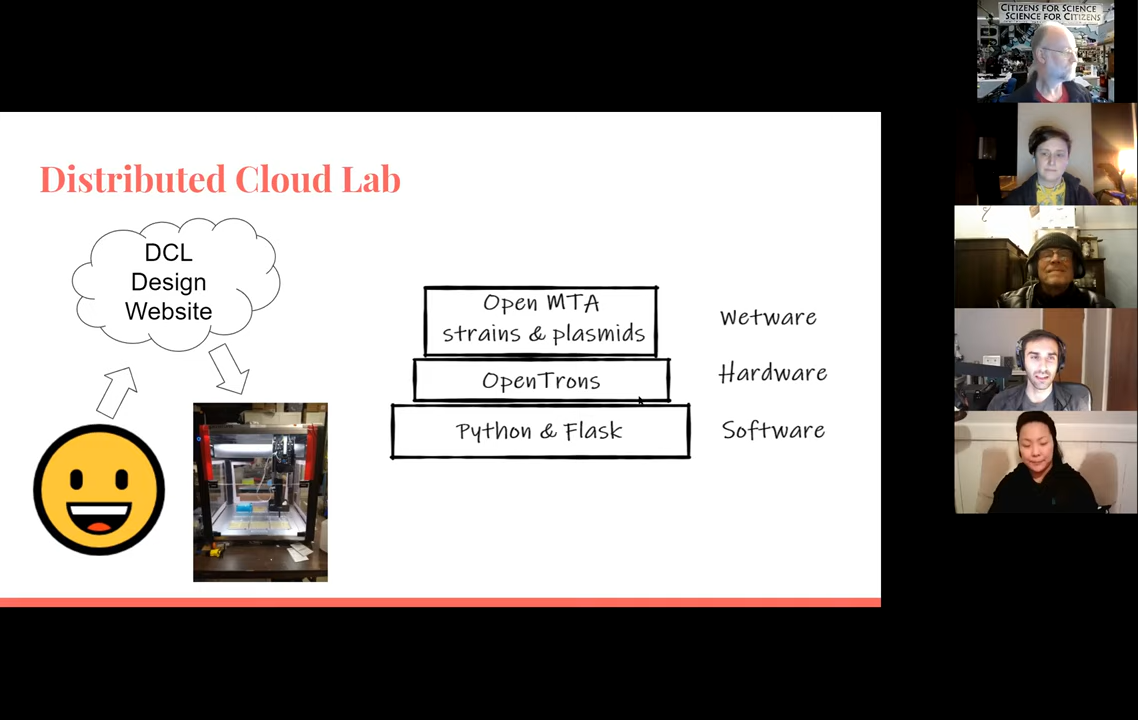 CITIZENS FOR SCIENCE
SCIENCE FOR CITIZENS
Distributed Cloud Lab
DCL
Design
Website
Open MTA
strains & plasmids
Wetware
OpenTrons
Hardware
Python & Flask
Software